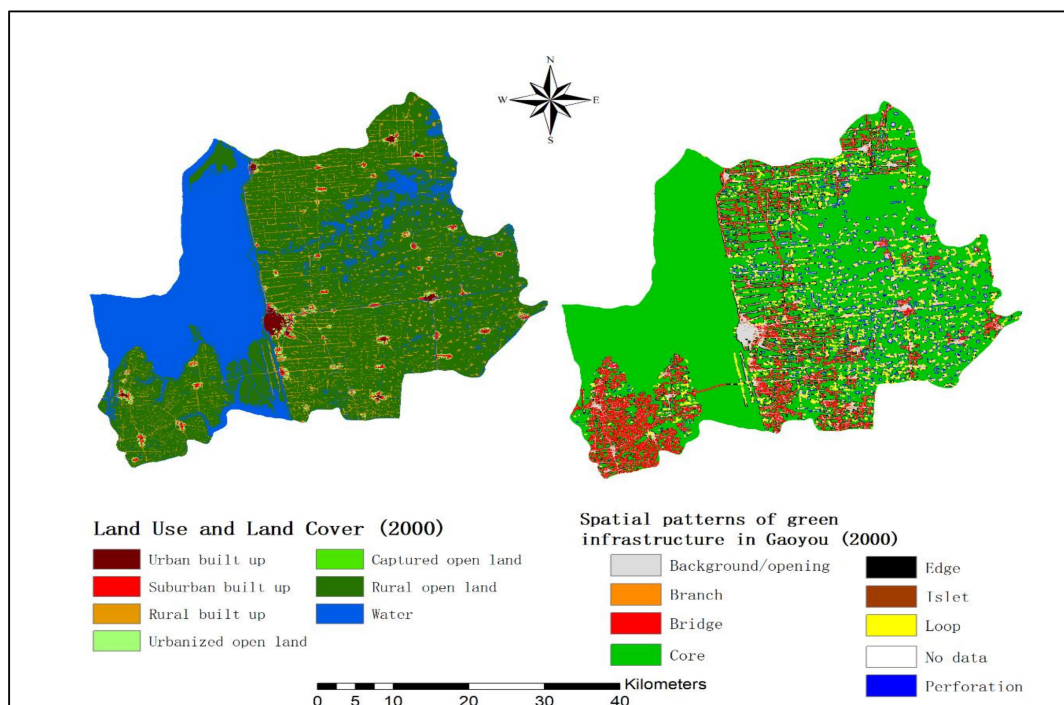 N
W
E
S
Land Use and Land Cover (2000)
Urban built up
Suburban built up
Rural built up
Urbanized open land
Captured open land
Rural open land
Water
Spatial patterns of green
infrastructure in Gaoyou (2000)
Background/opening
Branch
Bridge
Core
Edge
Islet
Loop
No data
Perforation
Kilometers
0 5 10 20 30 40